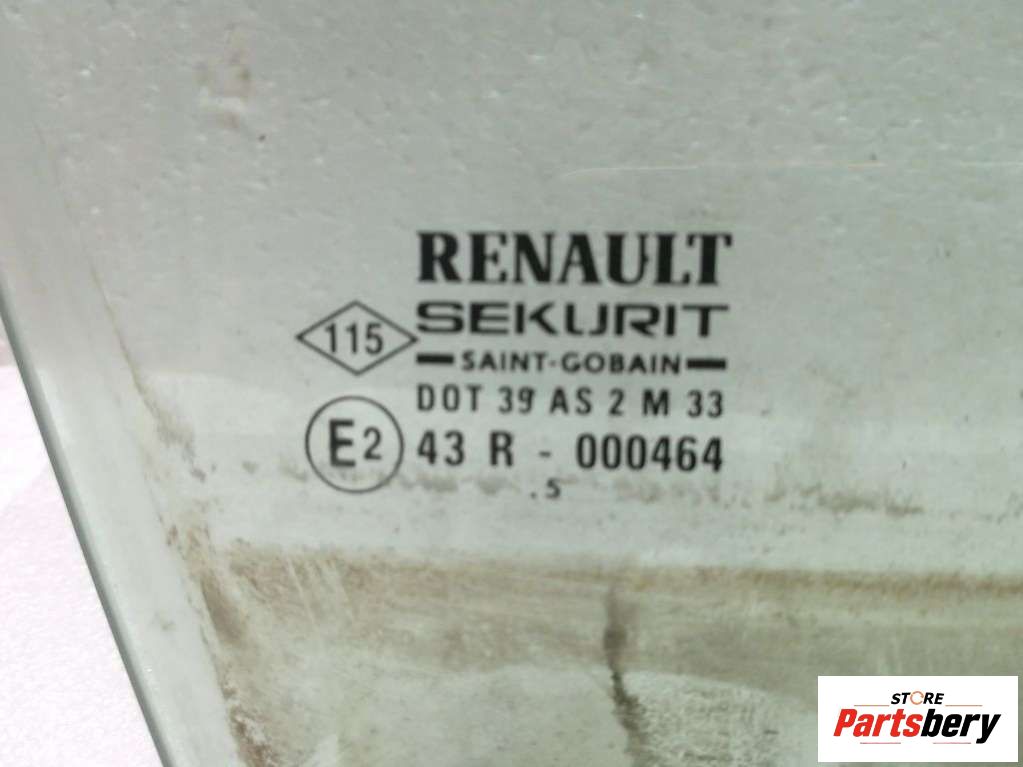 RENAULT
SEKURIT
115
SAINT-GOBAIN
DOT 39 AS 2 M 33
E2 43 R - 000464
.5
STORE
Partsbery